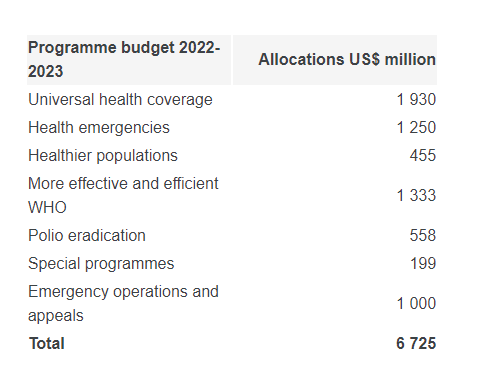 Programme budget 2022-
2023
Allocations US$ million
Universal health coverage 1 930
Health emergencies 1 250
Healthier populations 455
More effective and efficient
WHO
1 333
Polio eradication 558
Special programmes 199
Emergency operations and
appeals
1 000
Total 6 725